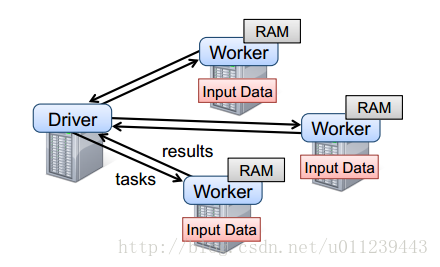 RAM
Worker
Input Data
Driver
RAM
Worker
Input Data
results
tasks
RAM
Worker
Input Data
http://blog.csdn.net/u011239443